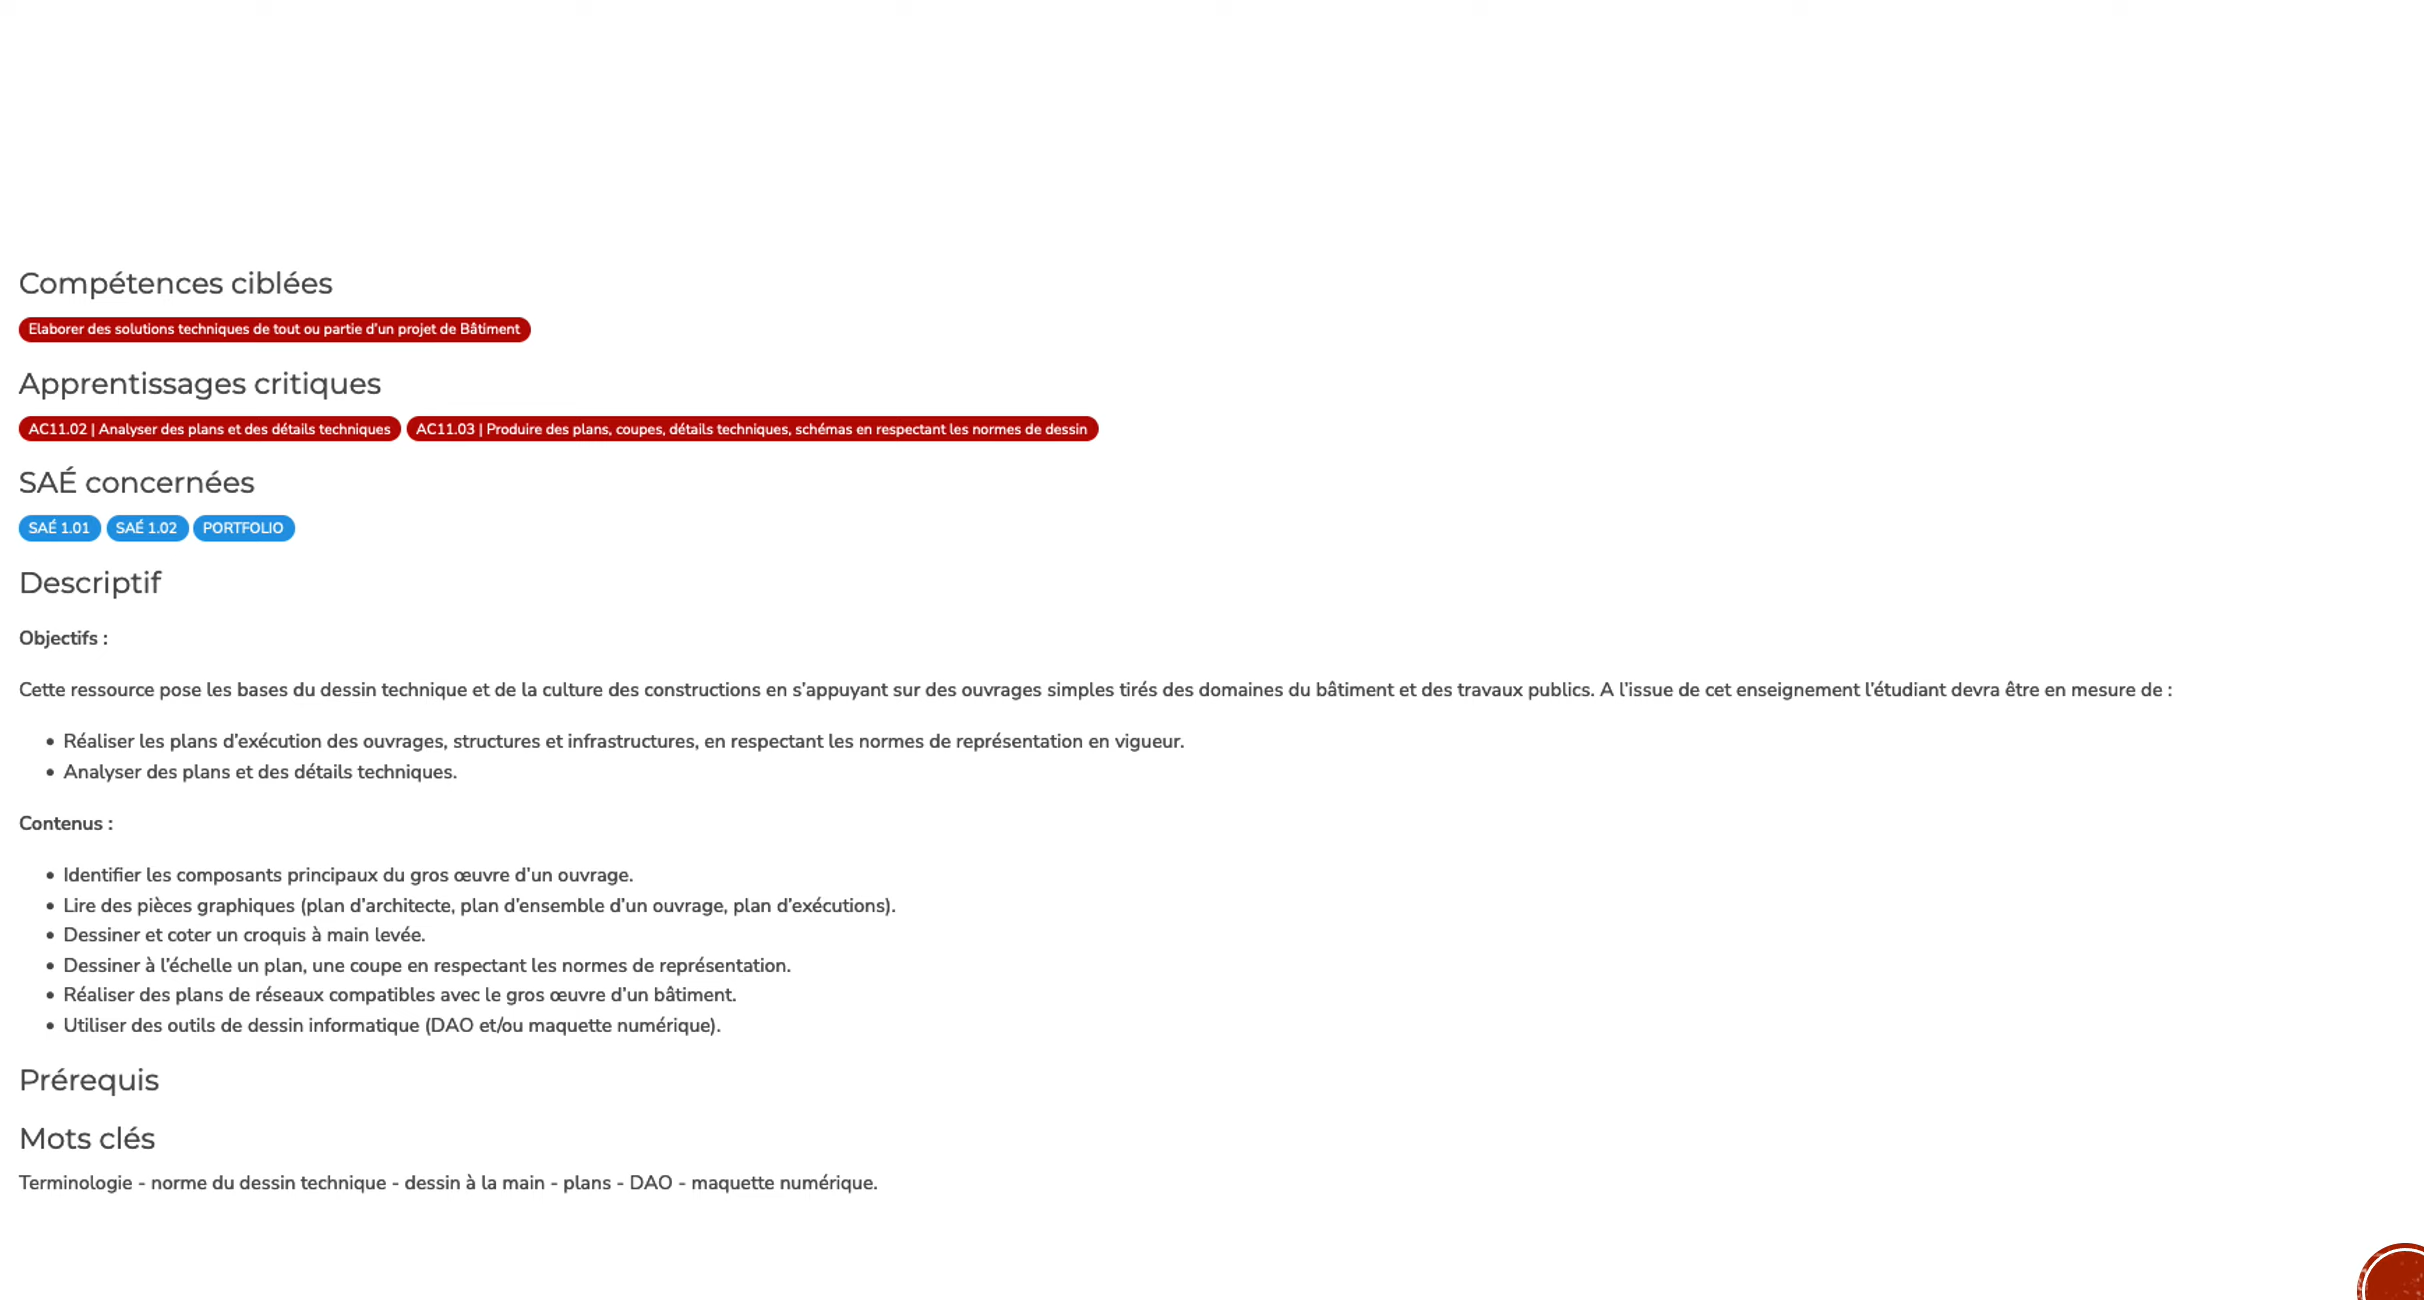 Compétences ciblées
Elaborer des solutions techniques de tout ou partie d’un projet de Bâtiment
Apprentissages critiques
AC11.02 | Analyser des plans et des détails techniques AC11.03 | Produire des plans, coupes, détails techniques, schémas en respectant les normes de dessin
SAÉ concernées
SAÉ 1.01 SAÉ 1.02 PORTFOLIO
Descriptif
Objectifs :
Cette ressource pose les bases du dessin technique et de la culture des constructions en s’appuyant sur des ouvrages simples tirés des domaines du bâtiment et des travaux publics. A l’issue de cet enseignement l’étudiant devra être en mesure de :
• Réaliser les plans d’exécution des ouvrages, structures et infrastructures, en respectant les normes de représentation en vigueur.
• Analyser des plans et des détails techniques.
Contenus :
• Identifier les composants principaux du gros œuvre d’un ouvrage.
• Lire des pièces graphiques (plan d’architecte, plan d’ensemble d’un ouvrage, plan d’exécutions).
• Dessiner et coter un croquis à main levée.
• Dessiner à l’échelle un plan, une coupe en respectant les normes de représentation.
• Réaliser des plans de réseaux compatibles avec le gros œuvre d’un bâtiment.
• Utiliser des outils de dessin informatique (DAO et/ou maquette numérique).
Prérequis
Mots clés
Terminologie - norme du dessin technique - dessin à la main - plans - DAO - maquette numérique.